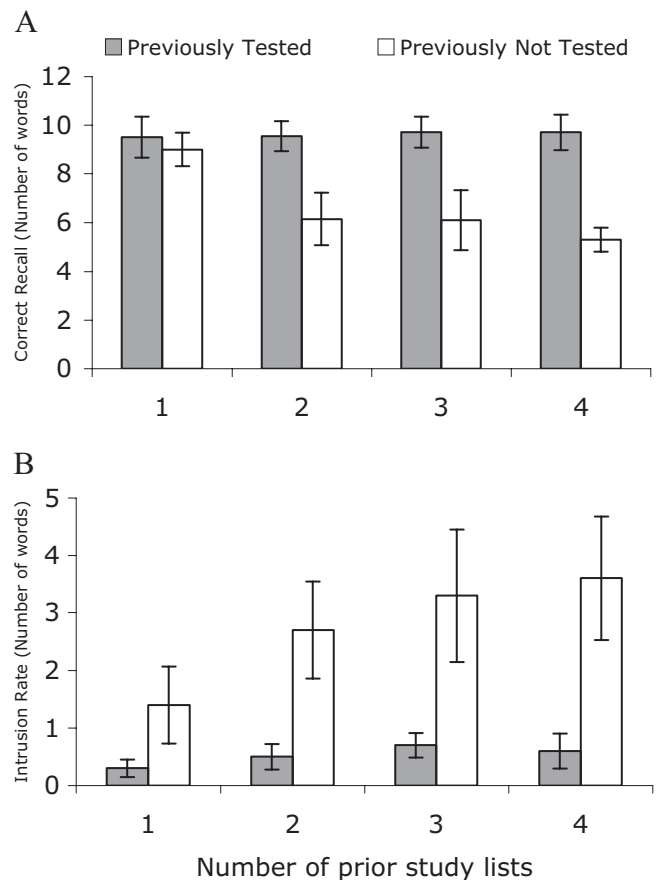 A
Previously Tested Previously Not Tested
Correct Recall (Number of words)
12
10
8
6
4
2
0
1 2 3 4
B
Intrusion Rate (Number of words)
5
4
3
2
1
0
1 2 3 4
Number of prior study lists